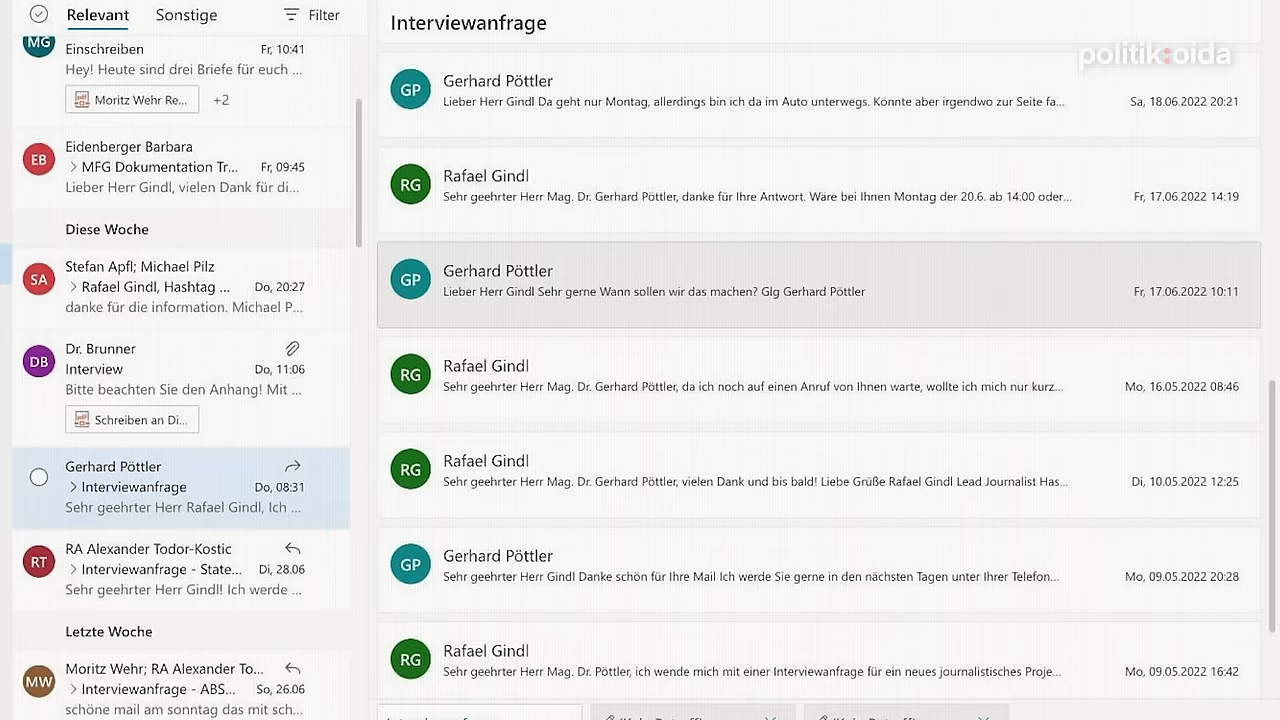 Relevant
Sonstige
Filter
MG
Einschreiben
Fr, 10:41
Hey! Heute sind drei Briefe für euch ...
Moritz Wehr Re...
+2
EB
Eidenberger Barbara
MFG Dokumentation Tr...
Fr, 09:45
Lieber Herr Gindl, vielen Dank für di...
Diese Woche
SA
Stefan Apfl; Michael Pilz
Rafael Gindl, Hashtag ...
Do, 20:27
danke für die information. Michael P...
DB
Dr. Brunner
Interview
Do, 11:06
Bitte beachten Sie den Anhang! Mit ...
Schreiben an Di...
Gerhard Pöttler
Interviewanfrage
Do, 08:31
Sehr geehrter Herr Rafael Gindl, Ich ...
RT
RA Alexander Todor-Kostic
Interviewanfrage - State...
Di, 28.06
Sehr geehrter Herr Gindl! Ich werde ...
Letzte Woche
MW
Moritz Wehr; RA Alexander To...
Interviewanfrage - ABS...
So, 26.06
schöne mail am sonntag das mit sch...
Interviewanfrage
politik:oida
GP
Gerhard Pöttler
Lieber Herr Gindl Da geht nur Montag, allerdings bin ich da im Auto unterwegs. Könnte aber irgendwo zur Seite fa...
Sa, 18.06.2022 20:21
RG
Rafael Gindl
Sehr geehrter Herr Mag. Dr. Gerhard Pöttler, danke für Ihre Antwort. Wäre bei Ihnen Montag der 20.6. ab 14:00 oder...
Fr, 17.06.2022 14:19
GP
Gerhard Pöttler
Lieber Herr Gindl Sehr gerne Wann sollen wir das machen? Glg Gerhard Pöttler
Fr, 17.06.2022 10:11
RG
Rafael Gindl
Sehr geehrter Herr Mag. Dr. Gerhard Pöttler, da ich noch auf einen Anruf von Ihnen warte, wollte ich mich nur kurz...
Mo, 16.05.2022 08:46
RG
Rafael Gindl
Sehr geehrter Herr Mag. Dr. Gerhard Pöttler, vielen Dank und bis bald! Liebe Grüße Rafael Gindl Lead Journalist Has...
Di, 10.05.2022 12:25
GP
Gerhard Pöttler
Sehr geehrter Herr Gindl Danke schön für Ihre Mail Ich werde Sie gerne in den nächsten Tagen unter Ihrer Telefon...
Mo, 09.05.2022 20:28
RG
Rafael Gindl
Sehr geehrter Herr Mag. Dr. Pöttler, ich wende mich mit einer Interviewanfrage für ein neues journalistisches Proje...
Mo, 09.05.2022 16:42